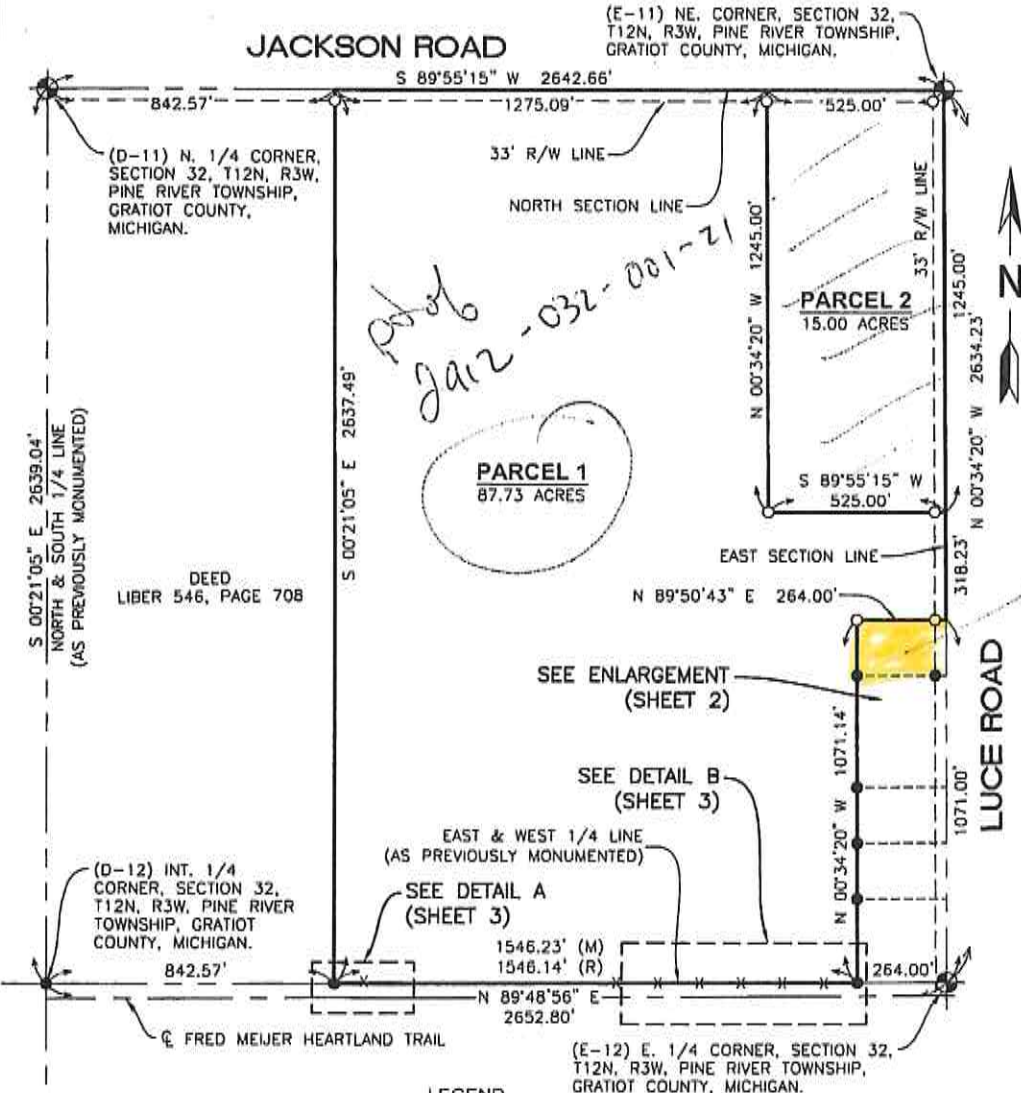 (E-11) NE. CORNER, SECTION 32,
T12N, R3W, PINE RIVER TOWNSHIP,
GRATIOT COUNTY, MICHIGAN.
JACKSON ROAD
S 89°55'15" W 2642.66'
842.57'
1275.09'
525.00'
(D-11) N. 1/4 CORNER,
SECTION 32, T12N, R3W,
PINE RIVER TOWNSHIP,
GRATIOT COUNTY,
MICHIGAN.
33' R/W LINE
NORTH SECTION LINE
33' R/W LINE
N 00°34'20" W 1245.00'
PARCEL 2
15.00 ACRES
1245.00'
N 00°34'20" W 2634.23'
N
-032-001-21
S 00°21'05" E 2637.49'
PARCEL 1
87.73 ACRES
S 89°55'15" W
525.00'
S 00°21'05" E 2639.04'
NORTH & SOUTH 1/4 LINE
(AS PREVIOUSLY MONUMENTED)
DEED
LIBER 546, PAGE 708
EAST SECTION LINE
318.23'
N 89°50'43" E 264.00'
SEE ENLARGEMENT
(SHEET 2)
N 00°34'20" W 1071.14'
1071.00'
LUCE ROAD
SEE DETAIL B
(SHEET 3)
EAST & WEST 1/4 LINE
(AS PREVIOUSLY MONUMENTED)
(D-12) INT. 1/4
CORNER, SECTION 32,
T12N, R3W, PINE RIVER
TOWNSHIP, GRATIOT
COUNTY, MICHIGAN.
SEE DETAIL A
(SHEET 3)
1546.23' (M)
1546.14' (R)
842.57'
264.00'
N 89°48'56" E
2652.80'
℄ FRED MEIJER HEARTLAND TRAIL
(E-12) E. 1/4 CORNER, SECTION 32,
T12N, R3W, PINE RIVER TOWNSHIP,
GRATIOT COUNTY, MICHIGAN.
LEGEND